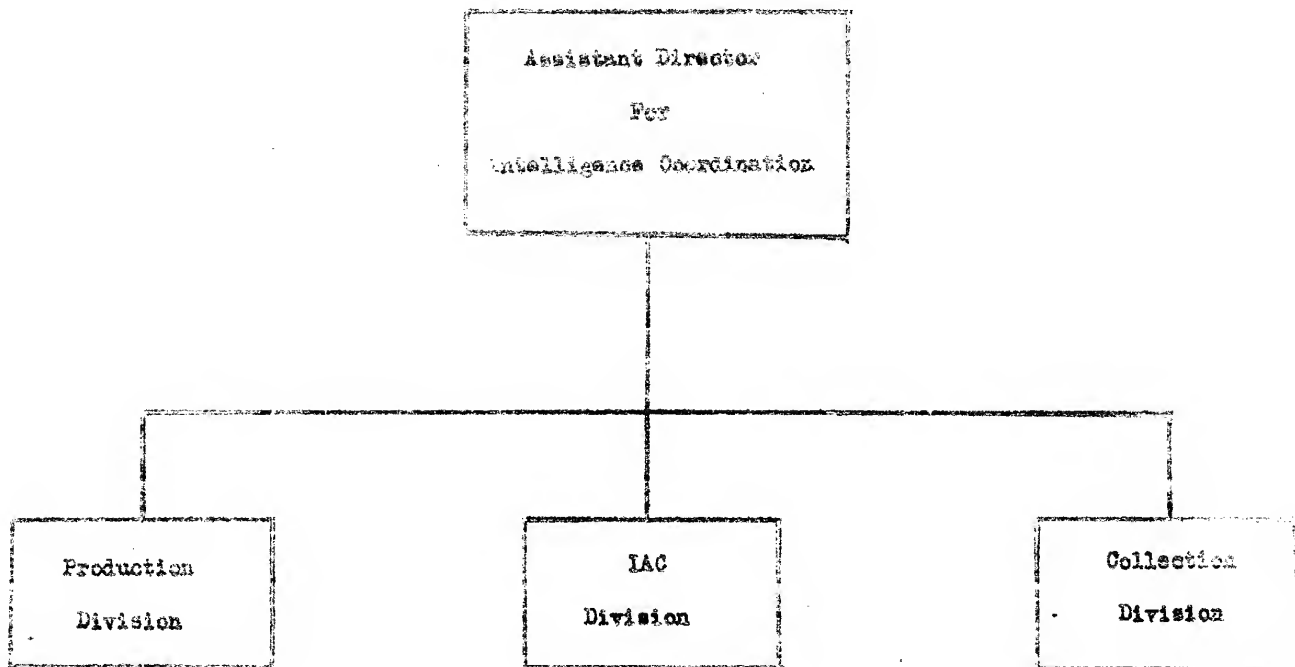 Assistant Director
For
Intelligence Coordination
Production
Division
IAC
Division
Collection
Division